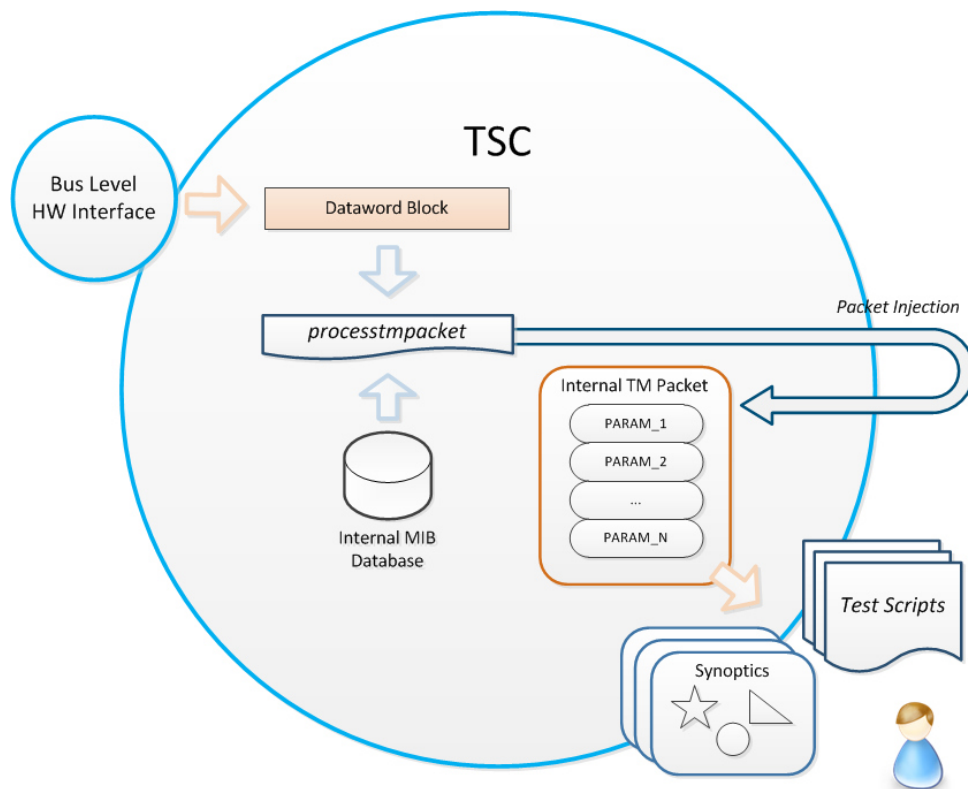 TSC
Bus Level
HW Interface
Dataword Block
Packet Injection
processtmpacket
Internal TM Packet
PARAM_1
PARAM_2
...
PARAM_N
Internal MIB
Database
Test Scripts
Synoptics